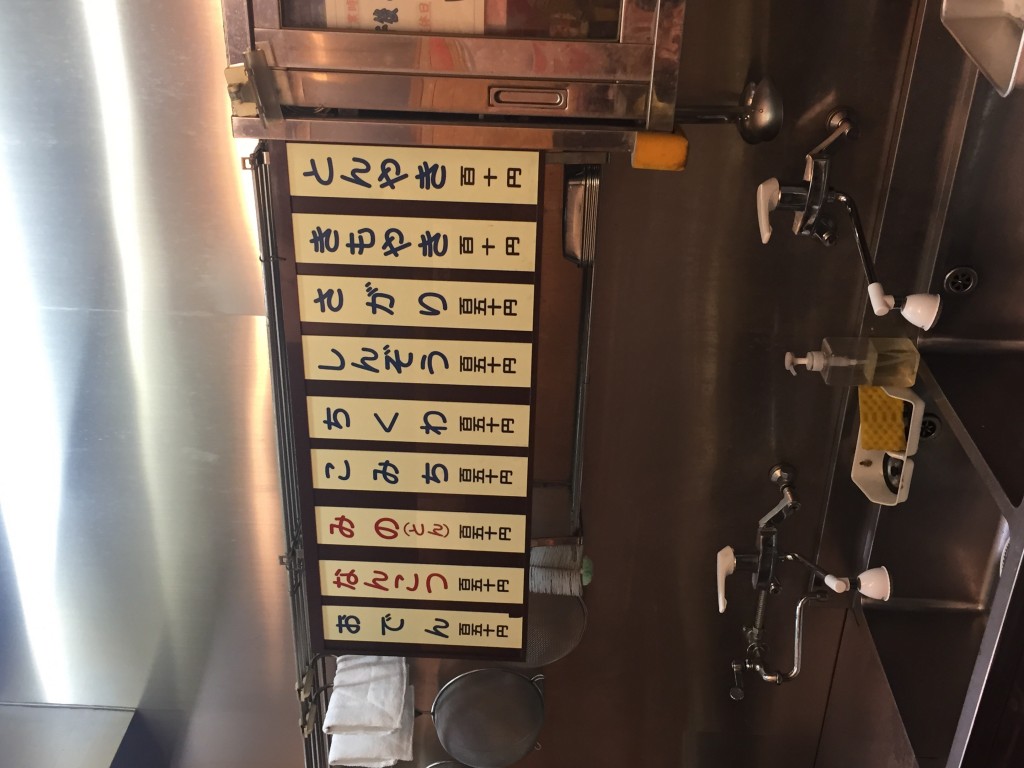 とんやき 百十円
きもやき 百十円
さがり 百五十円
しんぞう 百五十円
ちくわ 百五十円
こみち 百五十円
みの(とん) 百五十円
なんこつ 百五十円
おでん 百五十円